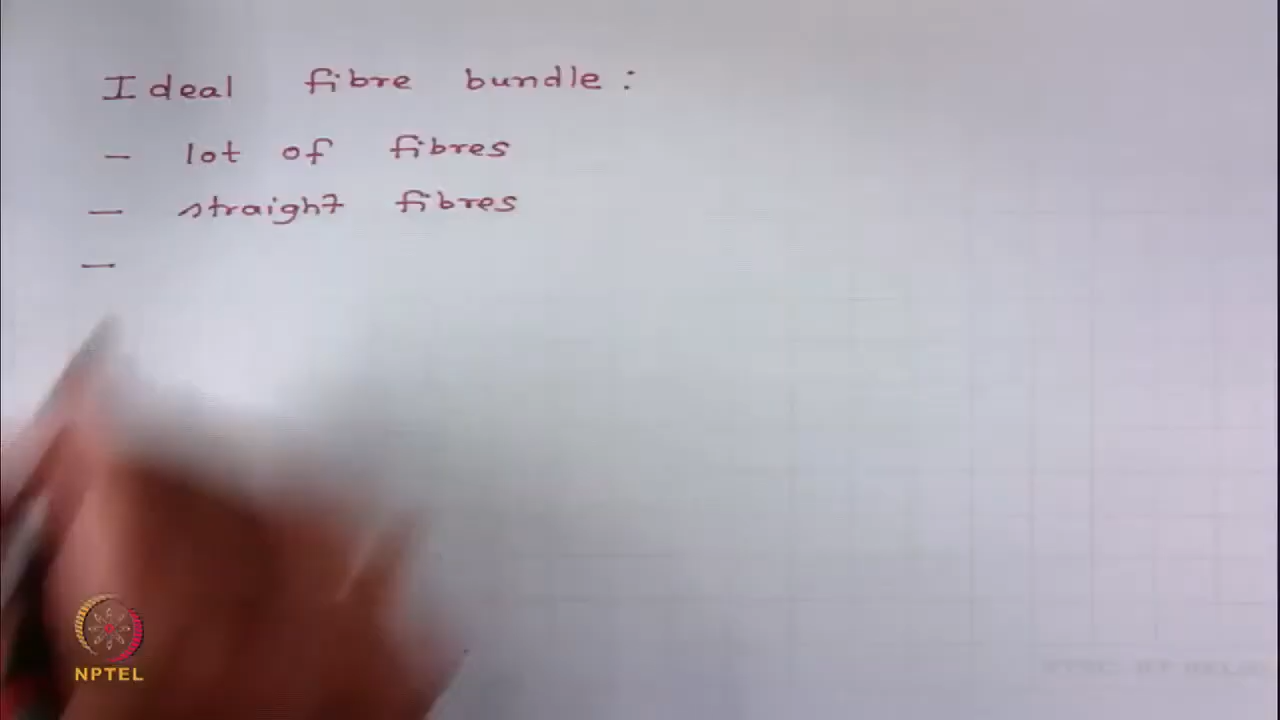 Ideal fibre bundle :
- lot of fibres
- straight fibres
-
NPTEL